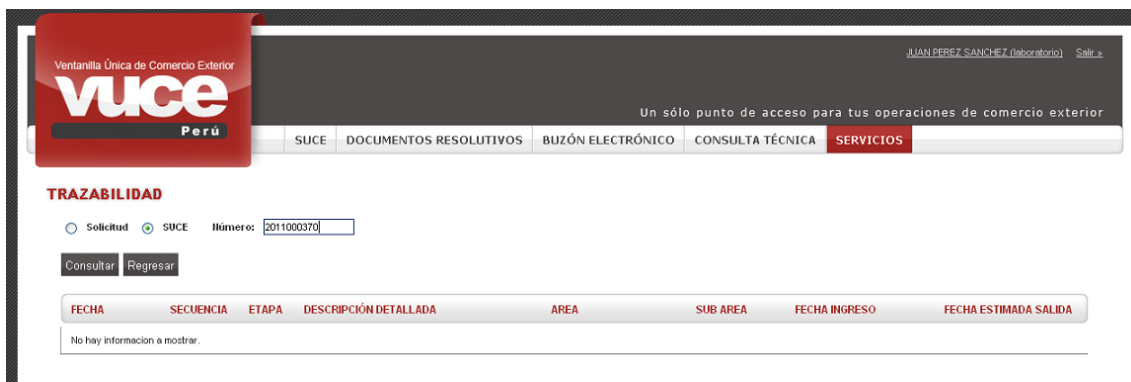 JUAN PEREZ SANCHEZ (laboratorio) Salir »
Ventanilla Única de Comercio Exterior
vuce
Perú
Un sólo punto de acceso para tus operaciones de comercio exterior
SUCE DOCUMENTOS RESOLUTIVOS BUZÓN ELECTRÓNICO CONSULTA TÉCNICA SERVICIOS
TRAZABILIDAD
Solicitud SUCE Número: 2011000370
Consultar Regresar
FECHA SECUENCIA ETAPA DESCRIPCIÓN DETALLADA AREA SUB AREA FECHA INGRESO FECHA ESTIMADA SALIDA
No hay informacion a mostrar.